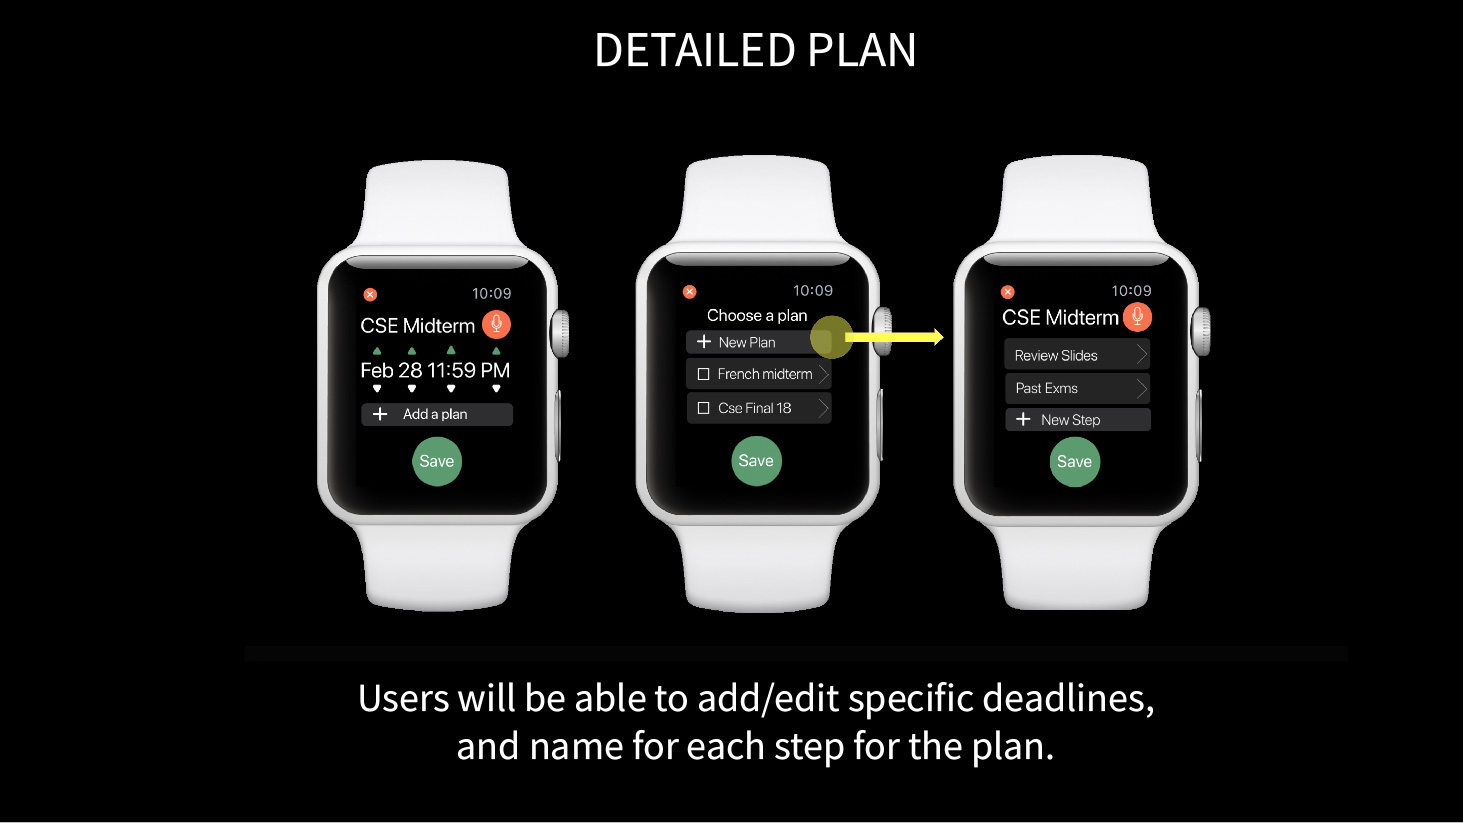 DETAILED PLAN
10:09
CSE Midterm
Feb 28 11:59 PM
+ Add a plan
Save
10:09
Choose a plan
+ New Plan
French midterm
Cse Final 18
Save
10:09
CSE Midterm
Review Slides
Past Exms
+ New Step
Save
Users will be able to add/edit specific deadlines,
and name for each step for the plan.